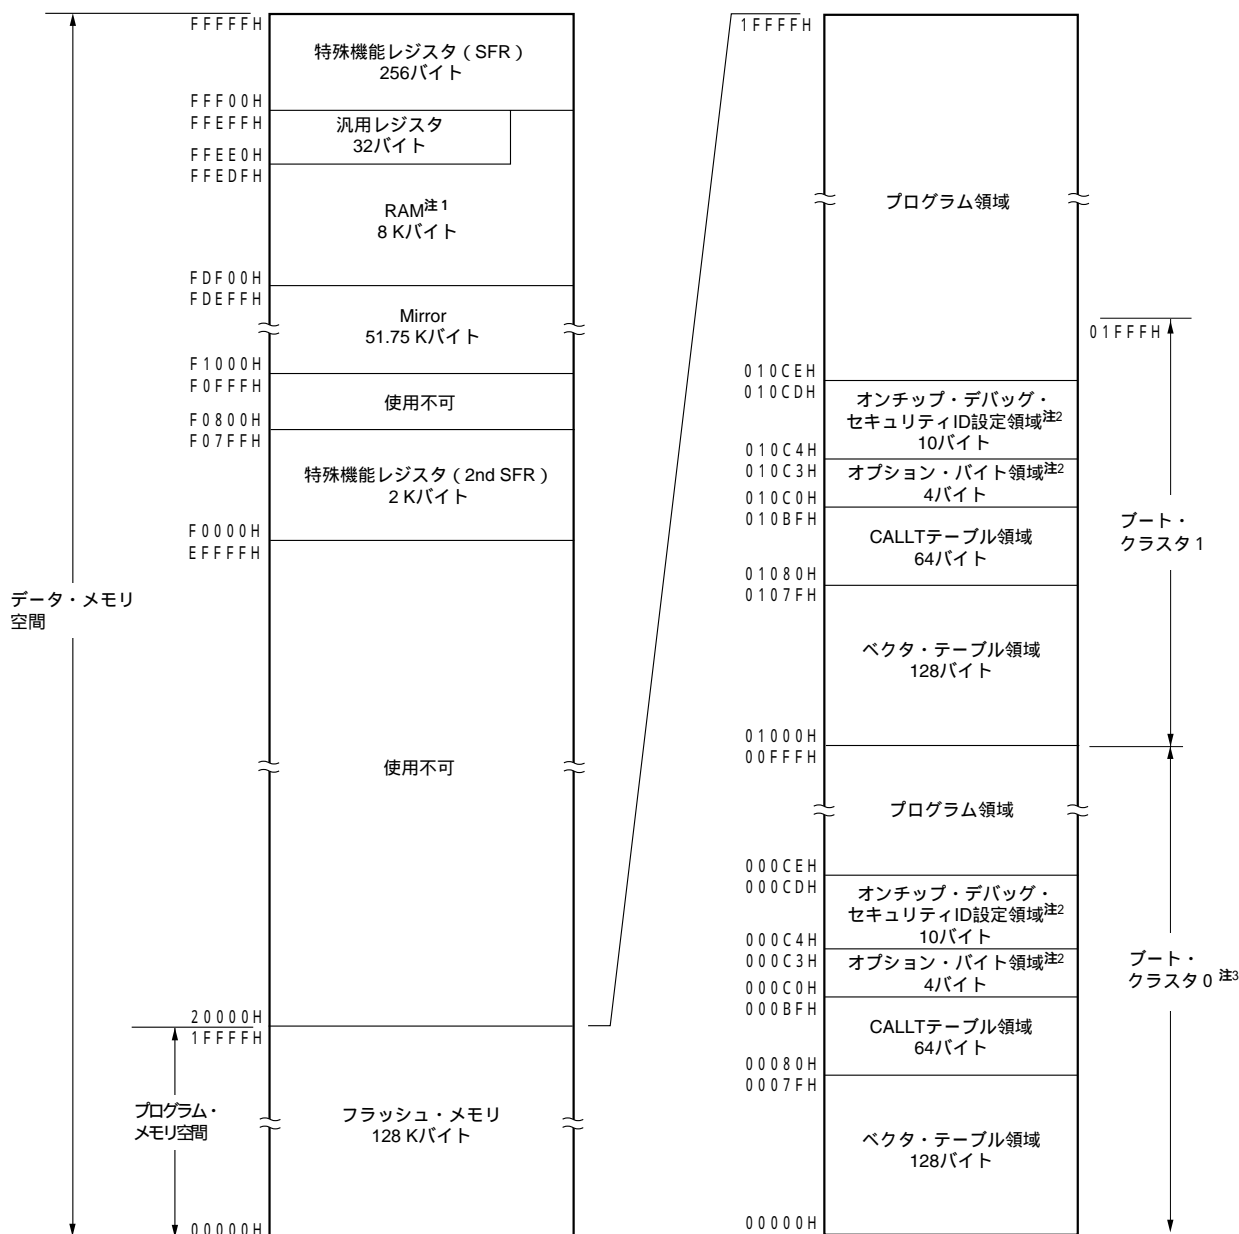 FFFFFH
特殊機能レジスタ（SFR）
256バイト
FFF00H
FFEFFH
汎用レジスタ
32バイト
FFEE0H
FFEDFH
RAM注1
8 Kバイト
FDF00H
FDEFFH
Mirror
51.75 Kバイト
F1000H
F0FFFH
使用不可
F0800H
F07FFH
特殊機能レジスタ（2nd SFR）
2 Kバイト
F0000H
EFFFFH
データ・メモリ
空間
使用不可
20000H
1FFFFH
プログラム・
メモリ空間
フラッシュ・メモリ
128 Kバイト
00000H
1FFFFH
プログラム領域
01FFFH
010CEH
010CDH
オンチップ・デバッグ・
セキュリティID設定領域注2
10バイト
010C4H
010C3H
オプション・バイト領域注2
4バイト
010C0H
010BFH
CALLTテーブル領域
64バイト
ブート・
クラスタ1
01080H
0107FH
ベクタ・テーブル領域
128バイト
01000H
00FFFH
プログラム領域
000CEH
000CDH
オンチップ・デバッグ・
セキュリティID設定領域注2
10バイト
000C4H
000C3H
オプション・バイト領域注2
4バイト
ブート・
クラスタ0 注3
000C0H
000BFH
CALLTテーブル領域
64バイト
00080H
0007FH
ベクタ・テーブル領域
128バイト
00000H